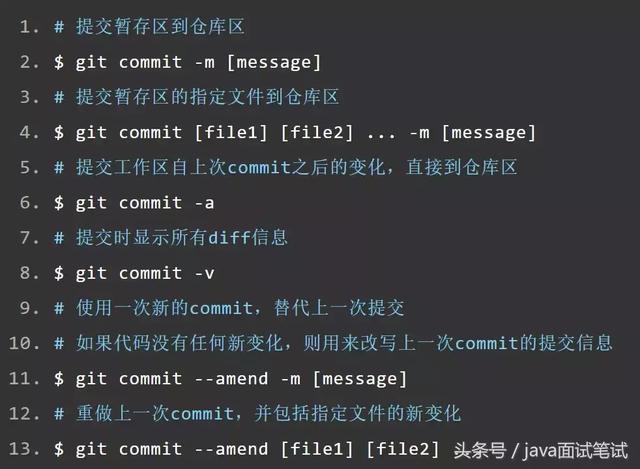 1. # 提交暂存区到仓库区
2. $ git commit -m [message]
3. # 提交暂存区的指定文件到仓库区
4. $ git commit [file1] [file2] ... -m [message]
5. # 提交工作区自上次commit之后的变化，直接到仓库区
6. $ git commit -a
7. # 提交时显示所有diff信息
8. $ git commit -v
9. # 使用一次新的commit，替代上一次提交
10. # 如果代码没有任何新变化，则用来改写上一次commit的提交信息
11. $ git commit --amend -m [message]
12. # 重做上一次commit，并包括指定文件的新变化
13. $ git commit --amend [file1] [file2] 头条号 / java面试笔试